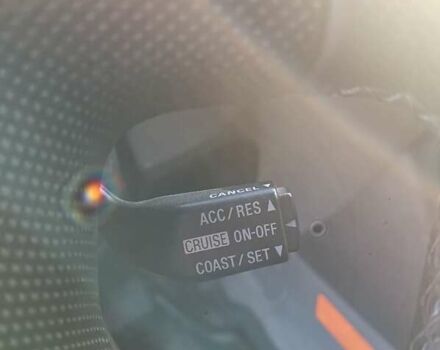 CANCEL ▼
ACC/RES ▲
CRUISE ON-OFF ◀
COAST/SET ▼